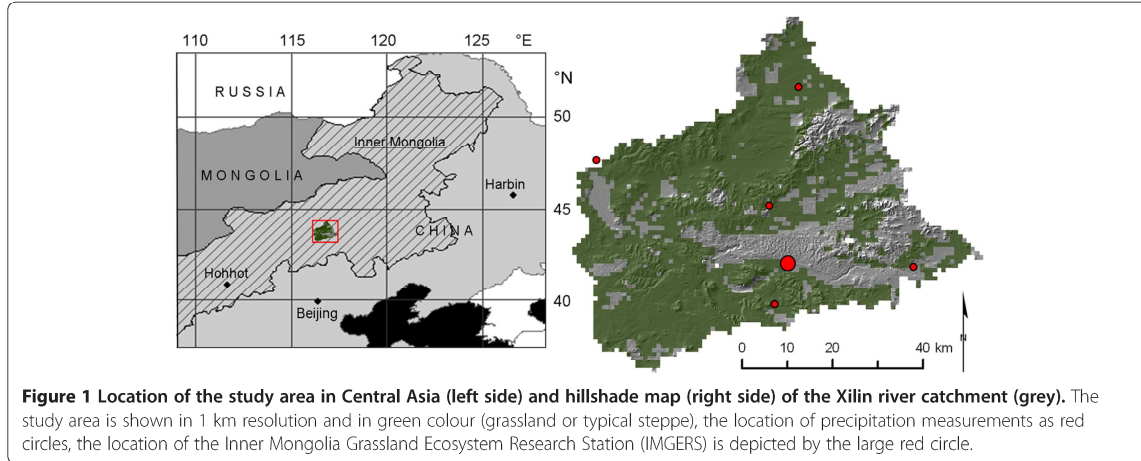 110 115 120 125 °E
°N
RUSSIA
50
Inner Mongolia
MONGOLIA
Harbin
45
CHINA
Hohhot
40
Beijing
N
0 10 20 40 km
Figure 1 Location of the study area in Central Asia (left side) and hillshade map (right side) of the Xilin river catchment (grey). The
study area is shown in 1 km resolution and in green colour (grassland or typical steppe), the location of precipitation measurements as red
circles, the location of the Inner Mongolia Grassland Ecosystem Research Station (IMGERS) is depicted by the large red circle.